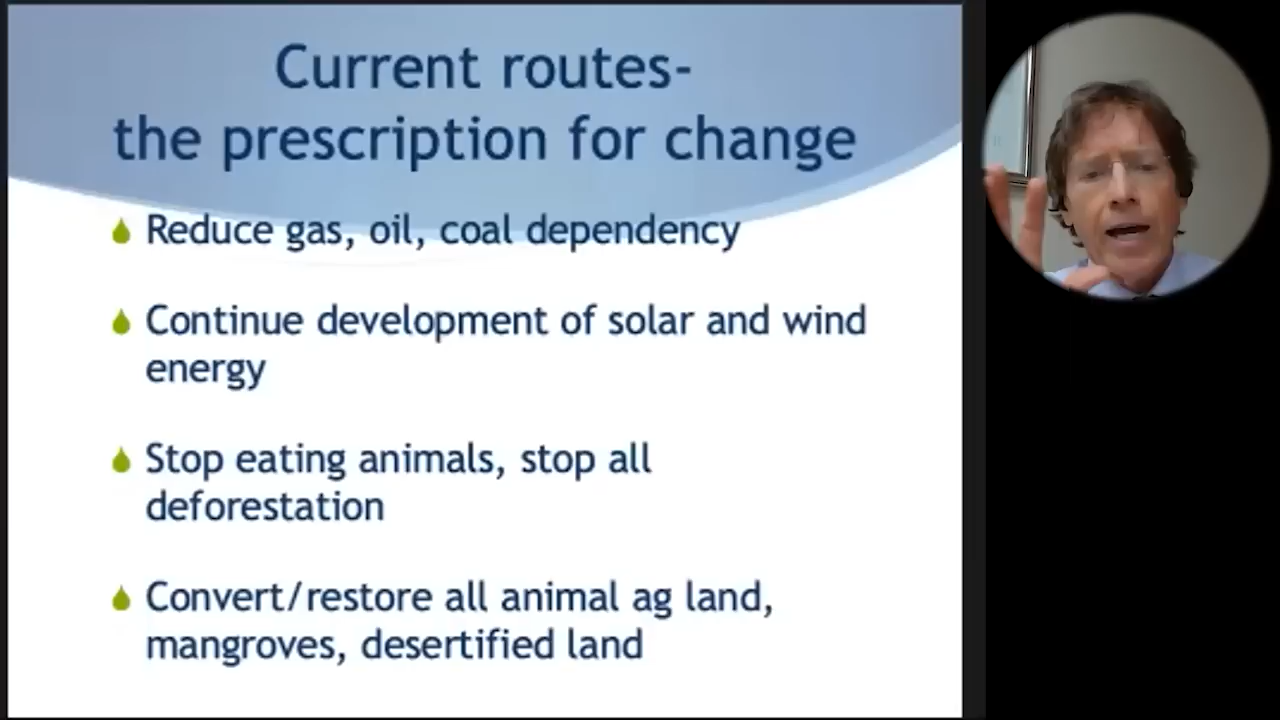 Current routes-
the prescription for change
Reduce gas, oil, coal dependency
Continue development of solar and wind
energy
Stop eating animals, stop all
deforestation
Convert/restore all animal ag land,
mangroves, desertified land